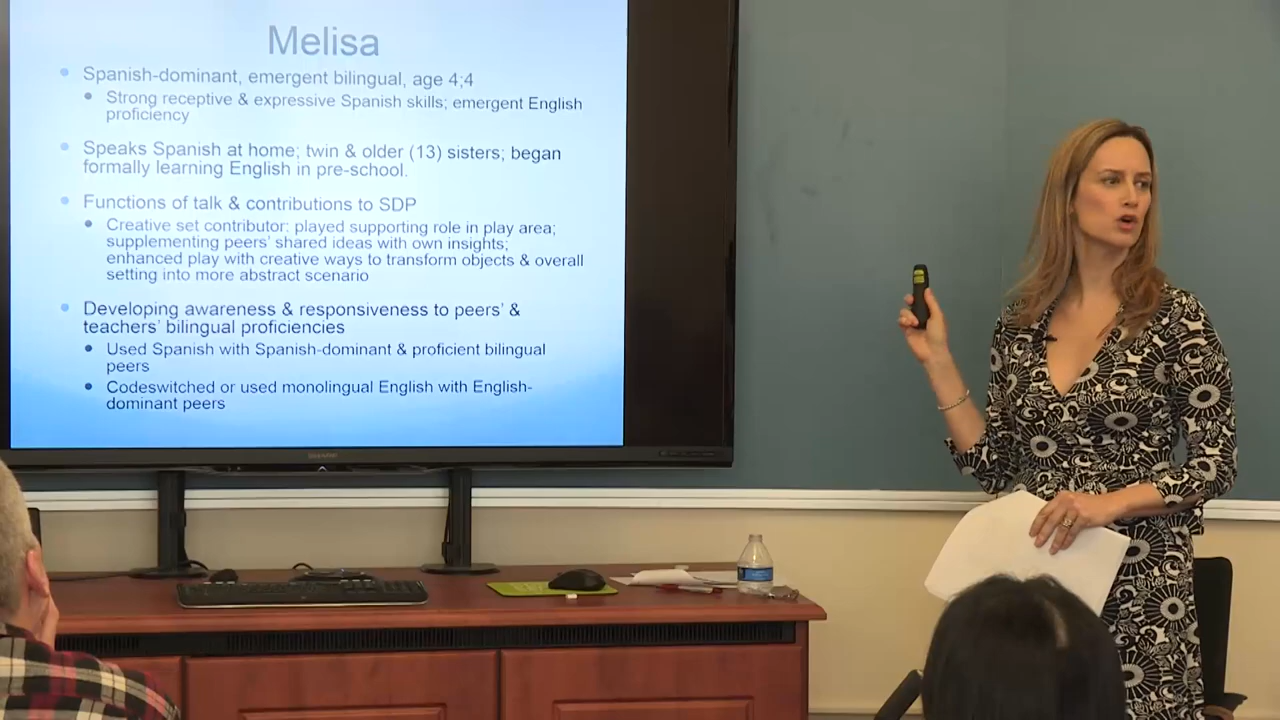 Melisa
Spanish-dominant, emergent bilingual, age 4;4
Strong receptive & expressive Spanish skills; emergent English
proficiency
Speaks Spanish at home; twin & older (13) sisters; began
formally learning English in pre-school.
Functions of talk & contributions to SDP
Creative set contributor: played supporting role in play area;
supplementing peers' shared ideas with own insights;
enhanced play with creative ways to transform objects & overall
setting into more abstract scenario
Developing awareness & responsiveness to peers' &
teachers' bilingual proficiencies
Used Spanish with Spanish-dominant & proficient bilingual
peers
Codeswitched or used monolingual English with English-
dominant peers